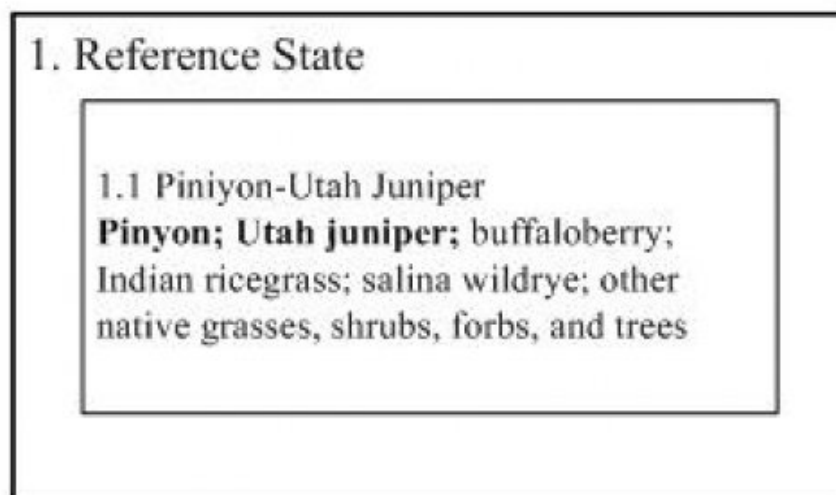 1. Reference State
1.1 Piniyon-Utah Juniper
Pinyon; Utah juniper; buffaloberry;
Indian ricegrass; salina wildrye; other
native grasses, shrubs, forbs, and trees